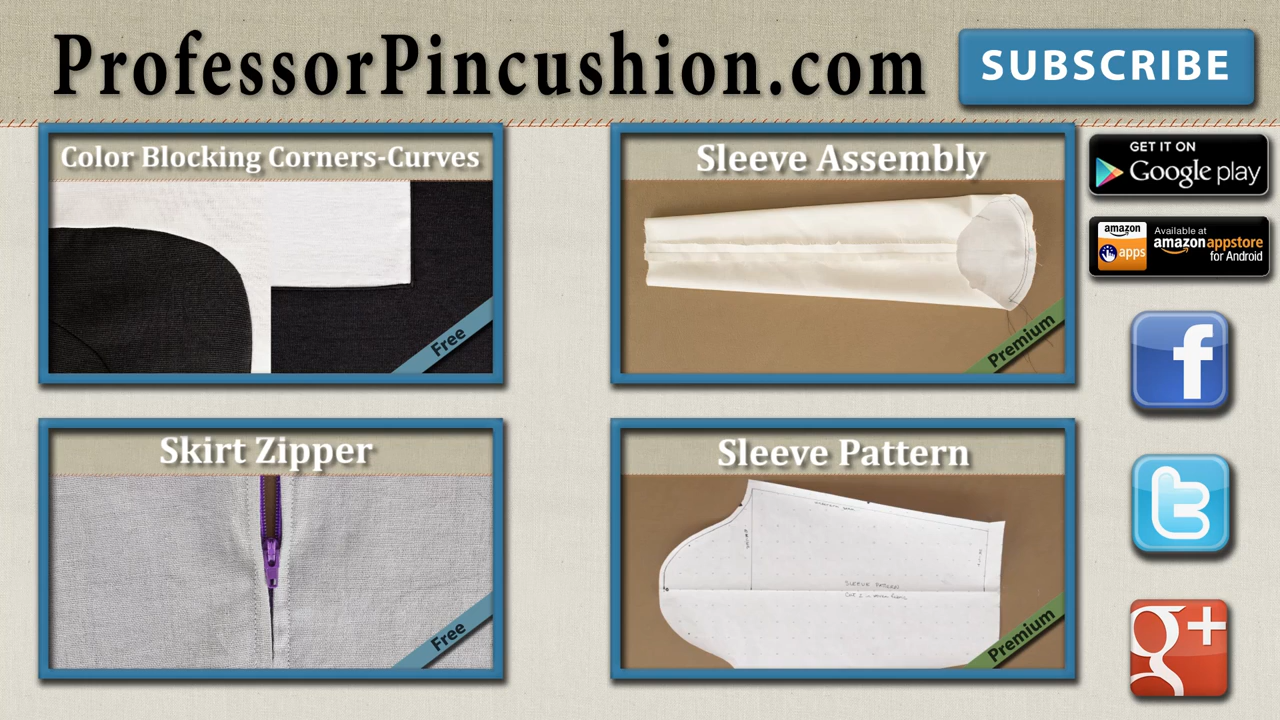 ProfessorPincushion.com
SUBSCRIBE
Color Blocking Corners-Curves
Free
Sleeve Assembly
Premium
GET IT ON
Google play
amazon
apps
Available at
amazon appstore
for Android
f
Skirt Zipper
Free
Sleeve Pattern
SLEEVE PATTERN
Premium
t
g+